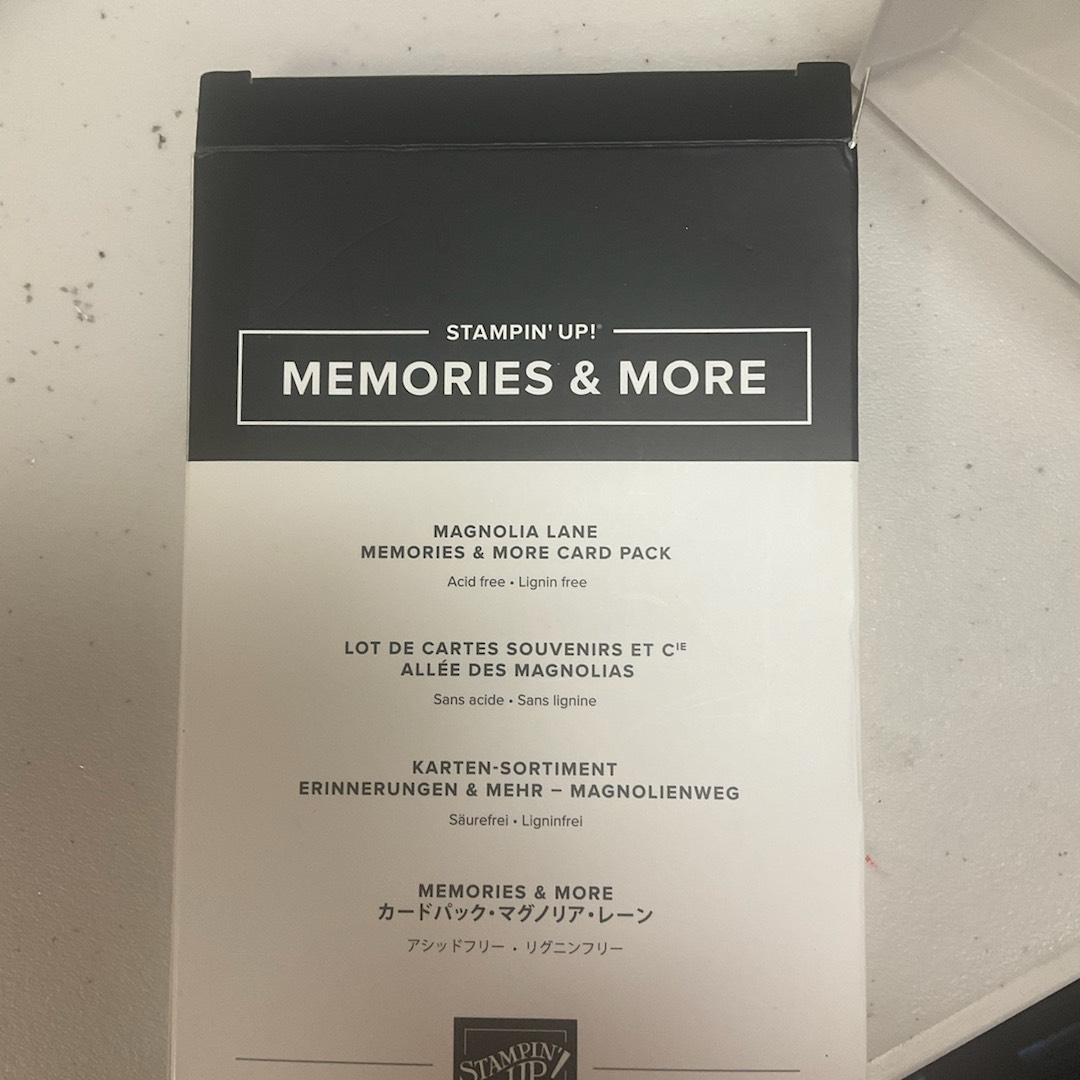 STAMPIN' UP!®
MEMORIES & MORE
MAGNOLIA LANE
MEMORIES & MORE CARD PACK
Acid free • Lignin free
LOT DE CARTES SOUVENIRS ET Cᴵᴱ
ALLÉE DES MAGNOLIAS
Sans acide • Sans lignine
KARTEN-SORTIMENT
ERINNERUNGEN & MEHR – MAGNOLIENWEG
Säurefrei • Ligninfrei
MEMORIES & MORE
カードパック・マグノリア・レーン
アシッドフリー・リグニンフリー
STAMPIN'
UP!